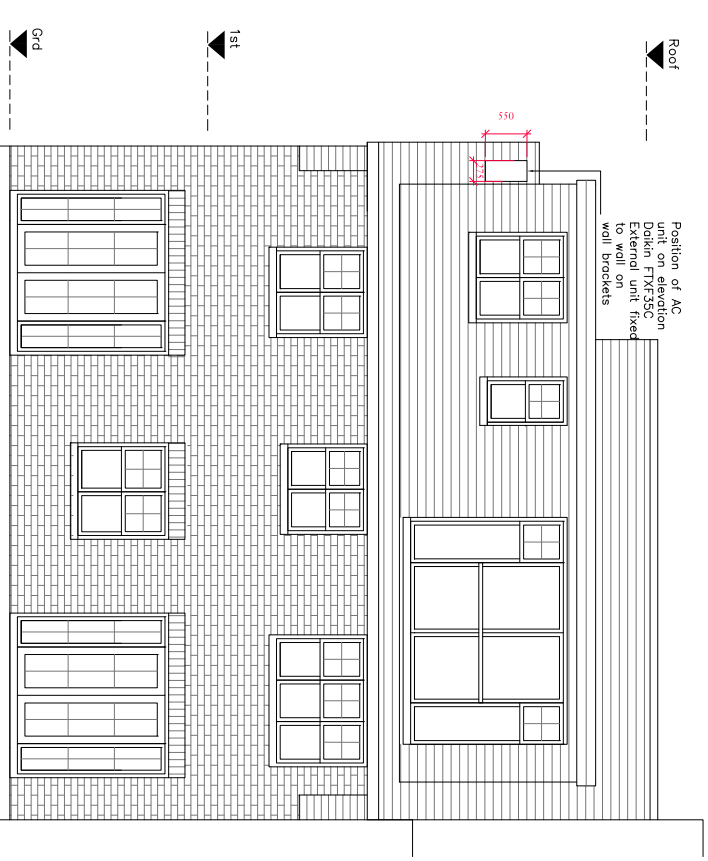 Roof
1st
Grd
550
275
Position of AC
unit on elevation
Daikin FTXF35C
External unit fixed
to wall on
wall brackets